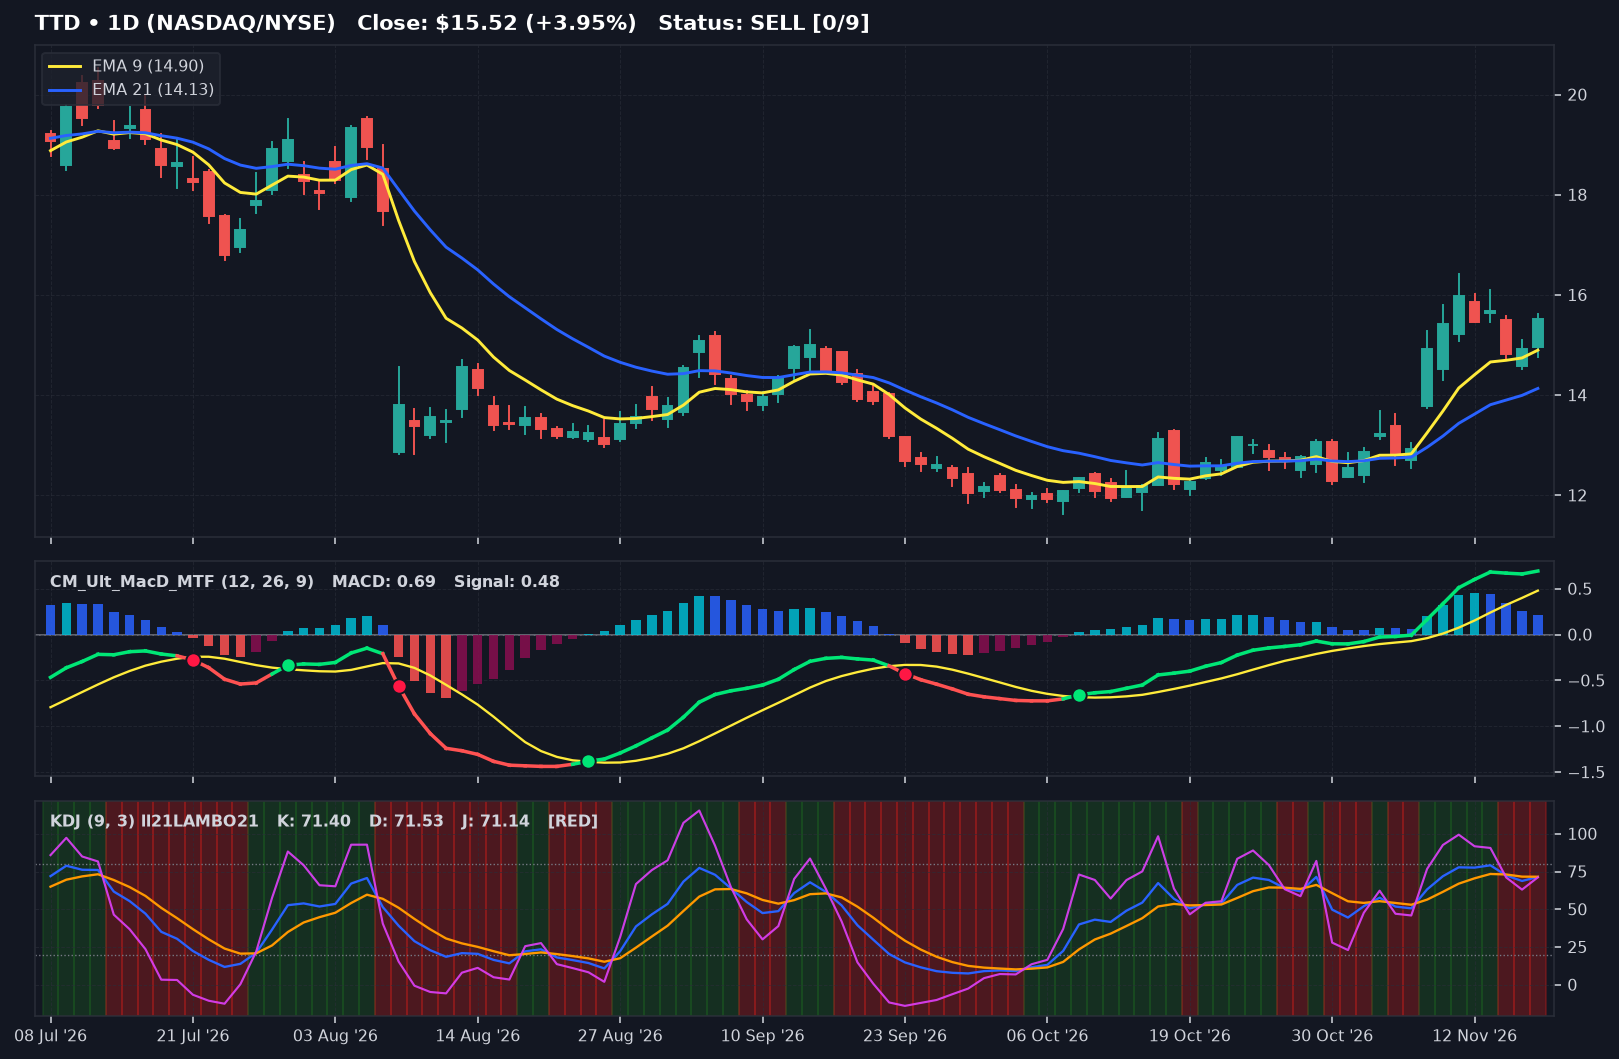 TTD • 1D (NASDAQ/NYSE)   Close: $15.52 (+3.95%)   Status: SELL [0/9]
EMA 9 (14.90)
EMA 21 (14.13)
20
18
16
14
12
CM_Ult_MacD_MTF (12, 26, 9)   MACD: 0.69   Signal: 0.48
0.5
0.0
−0.5
−1.0
−1.5
KDJ (9, 3) II21LAMBO21   K: 71.40   D: 71.53   J: 71.14   [RED]
100
75
50
25
0
08 Jul '26   21 Jul '26   03 Aug '26   14 Aug '26   27 Aug '26   10 Sep '26   23 Sep '26   06 Oct '26   19 Oct '26   30 Oct '26   12 Nov '26